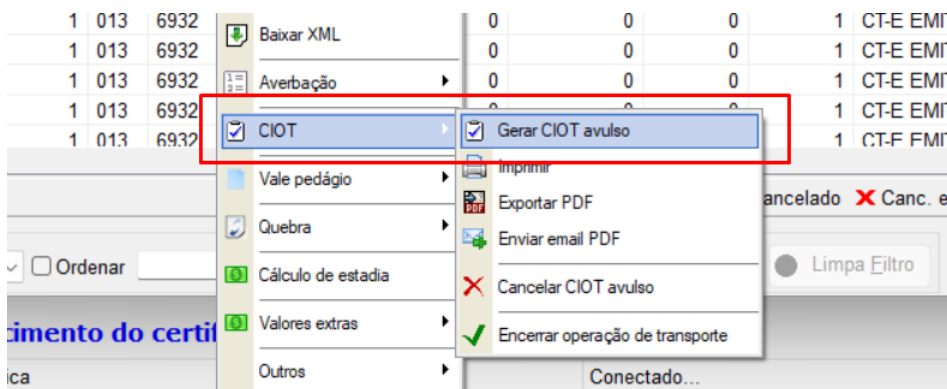 1 013 6932 0 0 0 1 CT-E EMIT
Baixar XML
1 013 6932 0 0 0 1 CT-E EMIT
1 013 6932 Averbação 0 0 0 1 CT-E EMIT
1 013 6932 0 0 0 1 CT-E EMIT
CIOT Gerar CIOT avulso
1 013 6932 1 CT-E EMIT
Imprimir
Vale pedágio
Exportar PDF ancelado Canc. e
Quebra
Enviar email PDF
Ordenar Cálculo de estadia Limpa Filtro
Cancelar CIOT avulso
Valores extras
cimento do certif Encerrar operação de transporte
ica Outros Conectado...